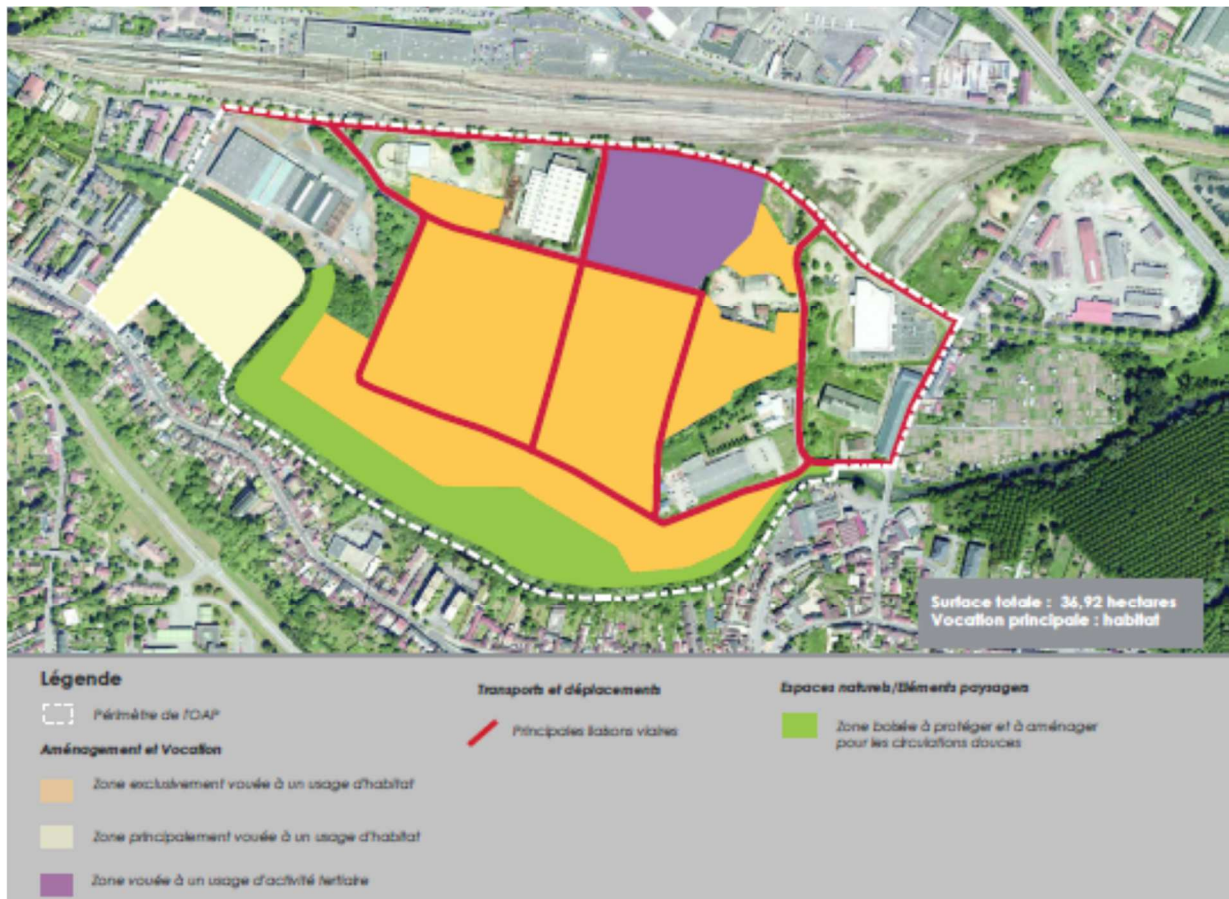 Surface totale : 36,92 hectares
Vocation principale : habitat
Légende
Périmètre de l'OAP
Aménagement et Vocation
Zone exclusivement vouée à un usage d'habitat
Zone principalement vouée à un usage d'habitat
Zone vouée à un usage d'activité tertiaire
Transports et déplacements
Principales liaisons viaires
Espaces naturels/Eléments paysagers
Zone boisée à protéger et à aménager
pour les circulations douces